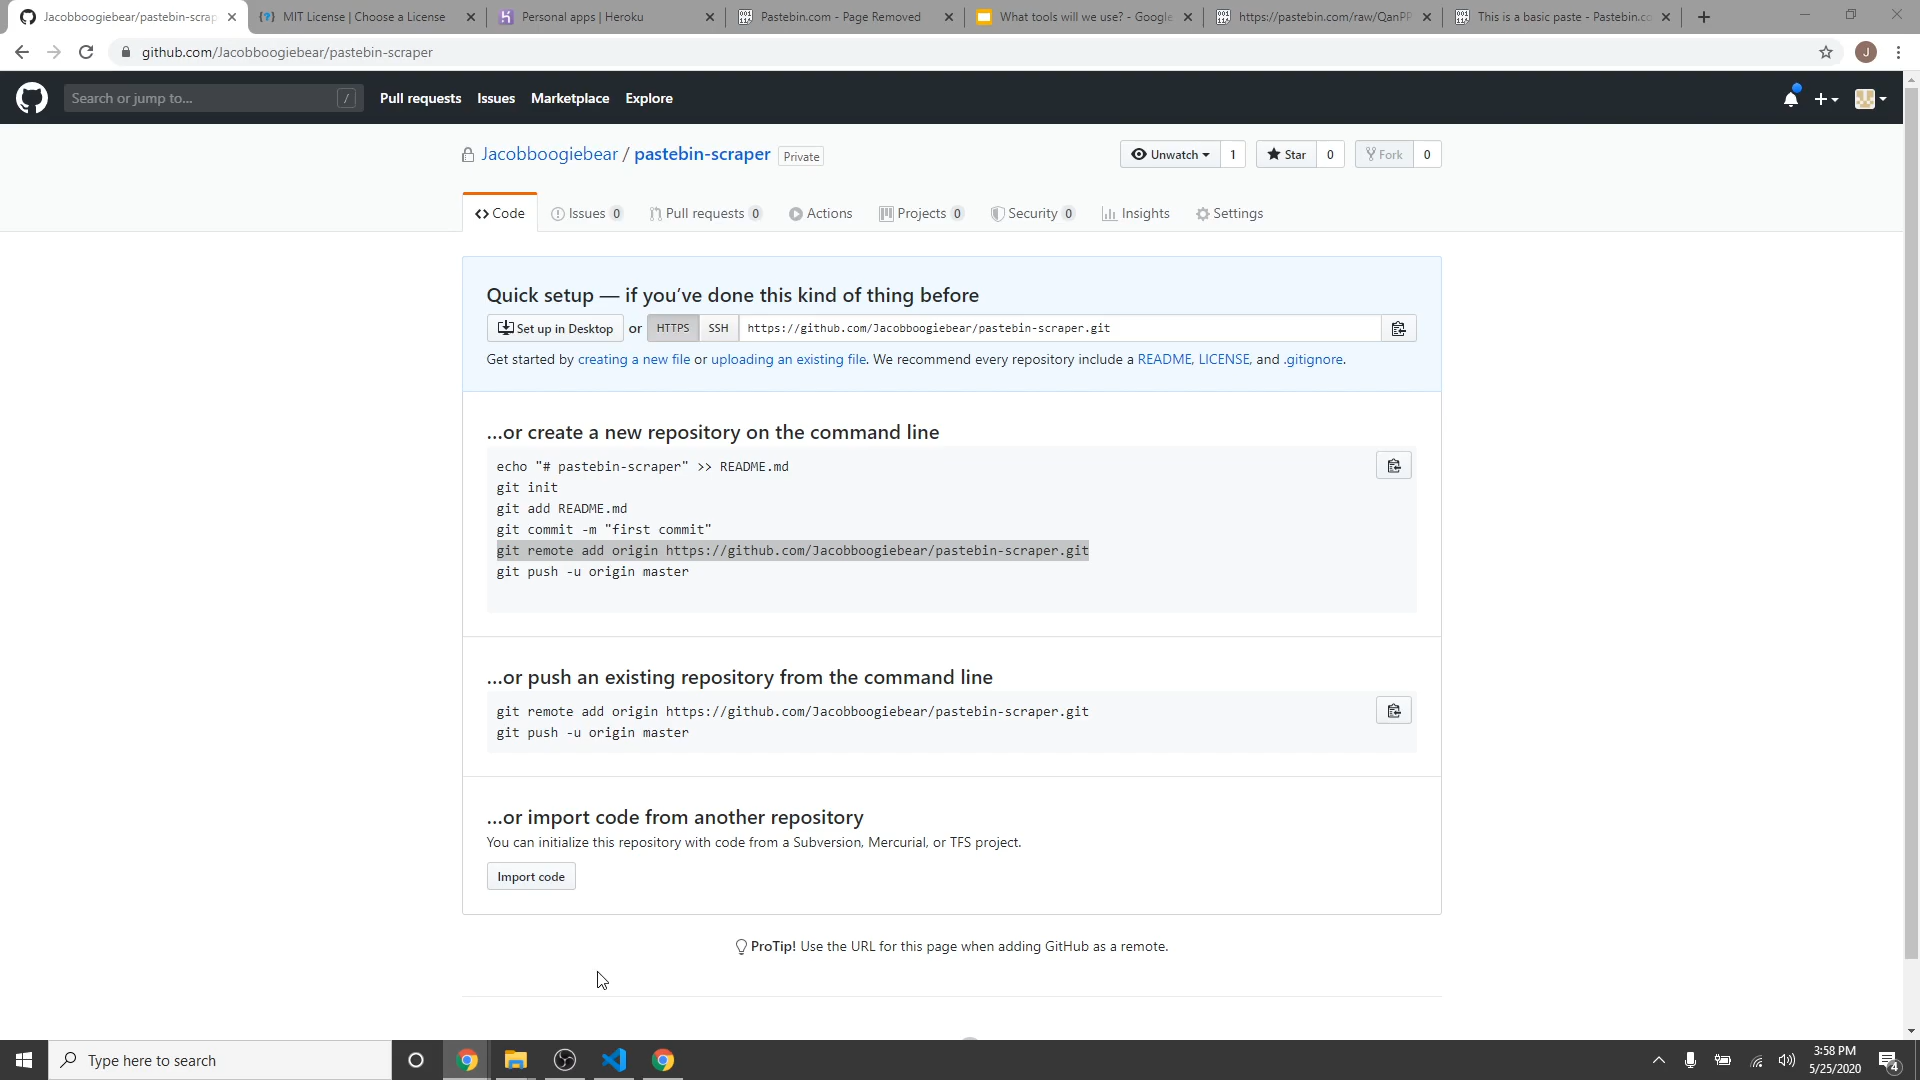 Jacobboogiebear/pastebin-scrap
MIT License | Choose a License
Personal apps | Heroku
Pastebin.com - Page Removed
What tools will we use? - Google
https://pastebin.com/raw/QanPP
This is a basic paste - Pastebin.co
github.com/Jacobboogiebear/pastebin-scraper
J
Search or jump to...
/
Pull requests
Issues
Marketplace
Explore
Jacobboogiebear / pastebin-scraper
Private
Unwatch
1
Star
0
Fork
0
Code
Issues 0
Pull requests 0
Actions
Projects 0
Security 0
Insights
Settings
Quick setup — if you’ve done this kind of thing before
Set up in Desktop or HTTPS SSH https://github.com/Jacobboogiebear/pastebin-scraper.git
Get started by creating a new file or uploading an existing file. We recommend every repository include a README, LICENSE, and .gitignore.
…or create a new repository on the command line
echo "# pastebin-scraper" >> README.md
git init
git add README.md
git commit -m "first commit"
git remote add origin https://github.com/Jacobboogiebear/pastebin-scraper.git
git push -u origin master
…or push an existing repository from the command line
git remote add origin https://github.com/Jacobboogiebear/pastebin-scraper.git
git push -u origin master
…or import code from another repository
You can initialize this repository with code from a Subversion, Mercurial, or TFS project.
Import code
ProTip! Use the URL for this page when adding GitHub as a remote.
Type here to search
3:58 PM
5/25/2020
4